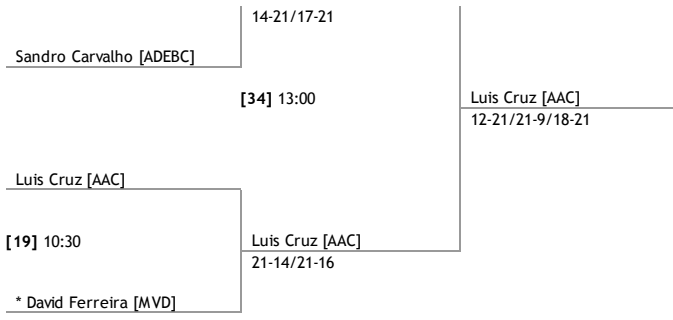 14-21/17-21
Sandro Carvalho [ADEBC]
[34] 13:00
Luis Cruz [AAC]
12-21/21-9/18-21
Luis Cruz [AAC]
[19] 10:30
Luis Cruz [AAC]
21-14/21-16
* David Ferreira [MVD]